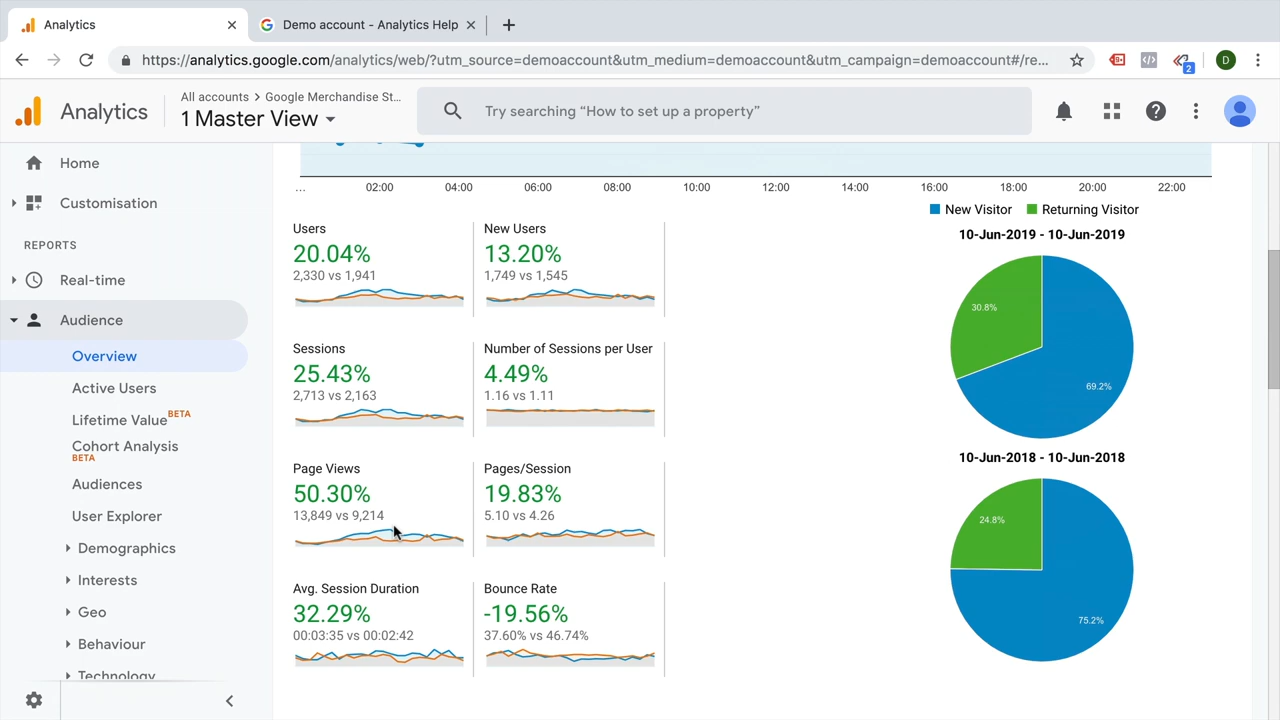 Analytics
Demo account - Analytics Help
https://analytics.google.com/analytics/web/?utm_source=demoaccount&utm_medium=demoaccount&utm_campaign=demoaccount#/re...
2
D
Analytics
All accounts > Google Merchandise St...
1 Master View
Try searching “How to set up a property”
Home
Customisation
REPORTS
Real-time
Audience
Overview
Active Users
Lifetime Value BETA
Cohort Analysis
BETA
Audiences
User Explorer
Demographics
Interests
Geo
Behaviour
Technology
... 02:00 04:00 06:00 08:00 10:00 12:00 14:00 16:00 18:00 20:00 22:00
Users
20.04%
2,330 vs 1,941
New Users
13.20%
1,749 vs 1,545
Sessions
25.43%
2,713 vs 2,163
Number of Sessions per User
4.49%
1.16 vs 1.11
Page Views
50.30%
13,849 vs 9,214
Pages/Session
19.83%
5.10 vs 4.26
Avg. Session Duration
32.29%
00:03:35 vs 00:02:42
Bounce Rate
-19.56%
37.60% vs 46.74%
New Visitor Returning Visitor
10-Jun-2019 - 10-Jun-2019
30.8%
69.2%
10-Jun-2018 - 10-Jun-2018
24.8%
75.2%